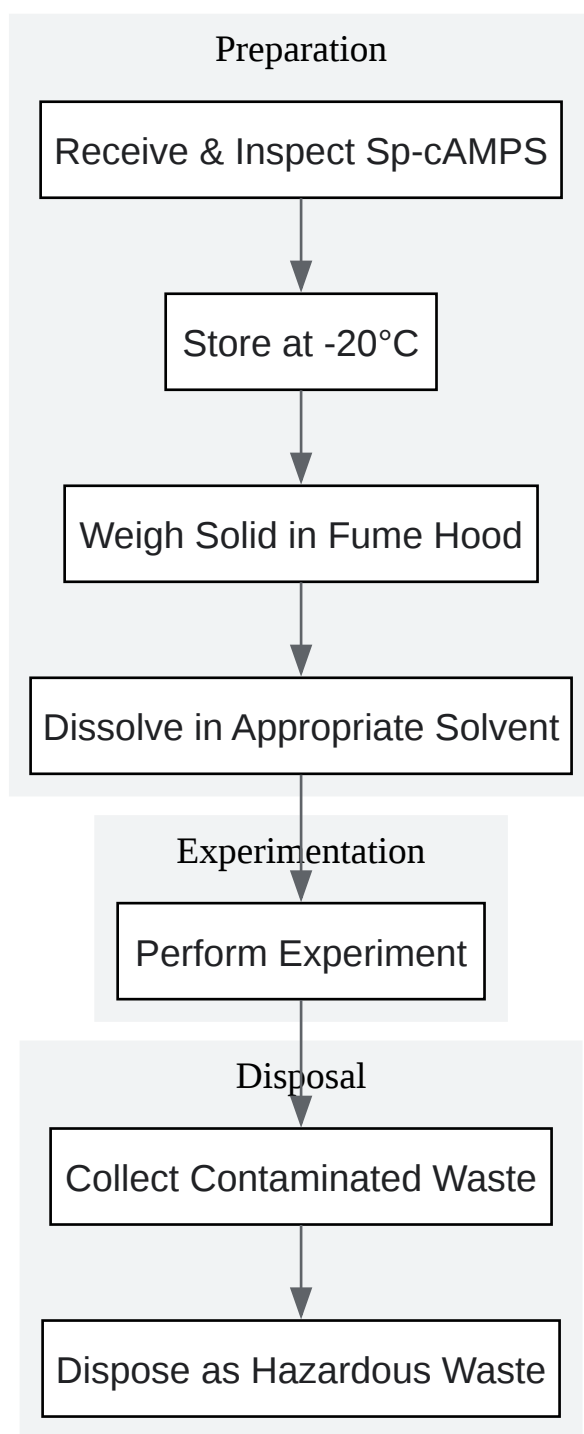 Preparation
Receive & Inspect Sp-cAMPS
Store at -20°C
Weigh Solid in Fume Hood
Dissolve in Appropriate Solvent
Experimentation
Perform Experiment
Disposal
Collect Contaminated Waste
Dispose as Hazardous Waste